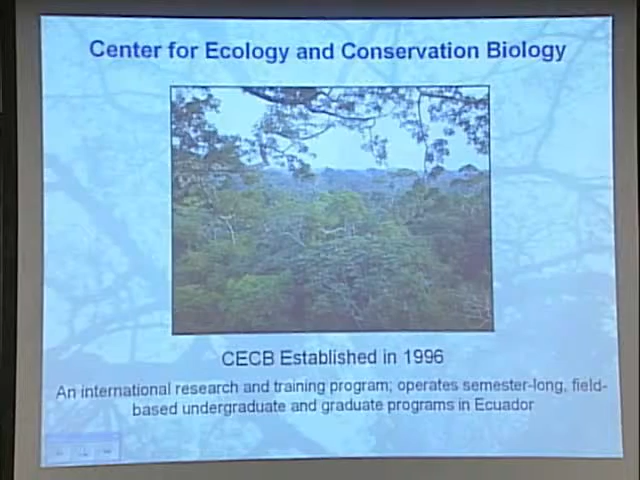 Center for Ecology and Conservation Biology
CECB Established in 1996
An international research and training program; operates semester-long, field-
based undergraduate and graduate programs in Ecuador